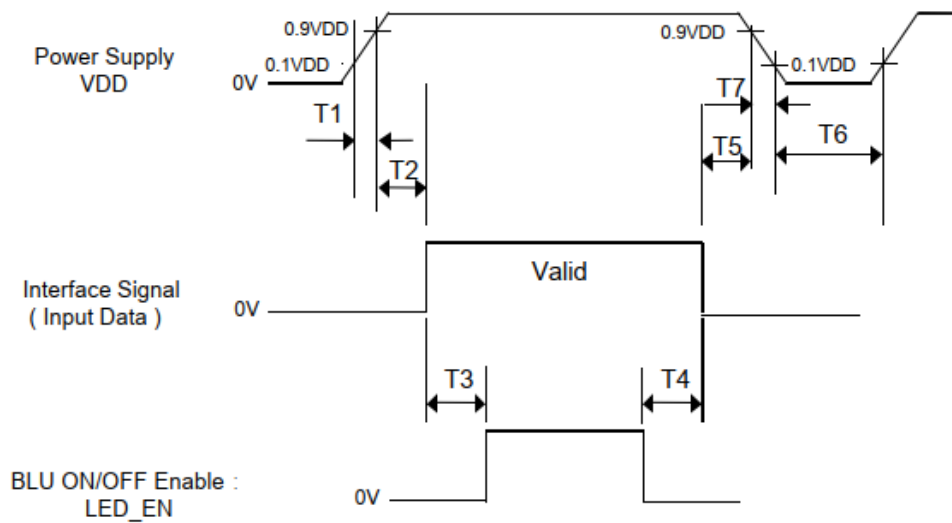 0.9VDD
0.9VDD
Power Supply
VDD
0.1VDD
0.1VDD
0V
T7
T1
T6
T5
T2
Valid
Interface Signal
( Input Data )
0V
T3
T4
BLU ON/OFF Enable :
LED_EN
0V